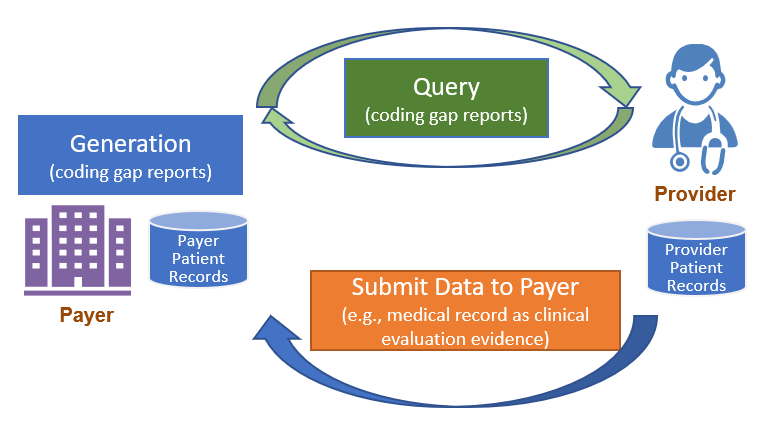 Query
(coding gap reports)
Generation
(coding gap reports)
Provider
Payer
Patient
Records
Provider
Patient
Records
Payer
Submit Data to Payer
(e.g., medical record as clinical
evaluation evidence)